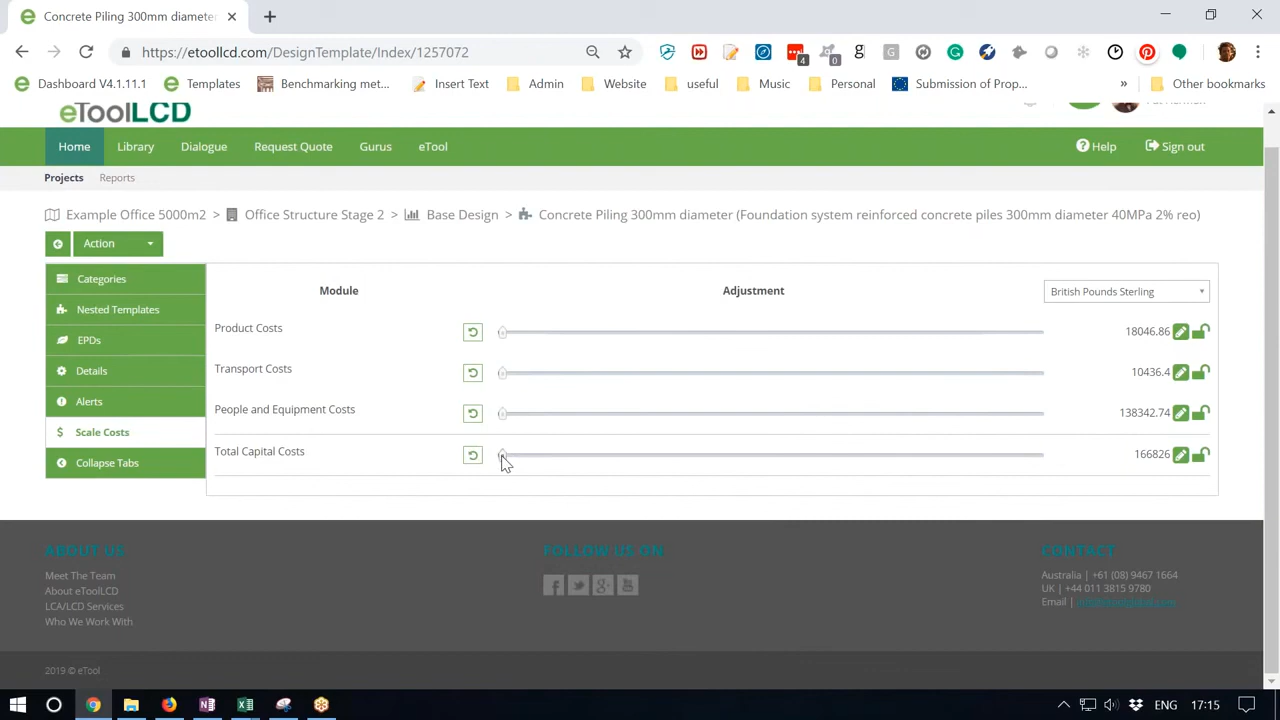 Concrete Piling 300mm diameter
https://etoollcd.com/DesignTemplate/Index/1257072
4
0
Dashboard V4.1.11.1
Templates
Benchmarking met...
Insert Text
Admin
Website
useful
Music
Personal
Submission of Prop...
»
Other bookmarks
eToolLCD
Home
Library
Dialogue
Request Quote
Gurus
eTool
Help
Sign out
Projects
Reports
Example Office 5000m2 > Office Structure Stage 2 > Base Design > Concrete Piling 300mm diameter (Foundation system reinforced concrete piles 300mm diameter 40MPa 2% reo)
Action
Categories
Nested Templates
EPDs
Details
Alerts
$ Scale Costs
Collapse Tabs
Module
Adjustment
British Pounds Sterling
Product Costs
18046.86
Transport Costs
10436.4
People and Equipment Costs
138342.74
Total Capital Costs
166826
ABOUT US
Meet The Team
About eToolLCD
LCA/LCD Services
Who We Work With
FOLLOW US ON
CONTACT
Australia | +61 (08) 9467 1664
UK | +44 011 3815 9780
Email |
2019 © eTool
ENG
17:15